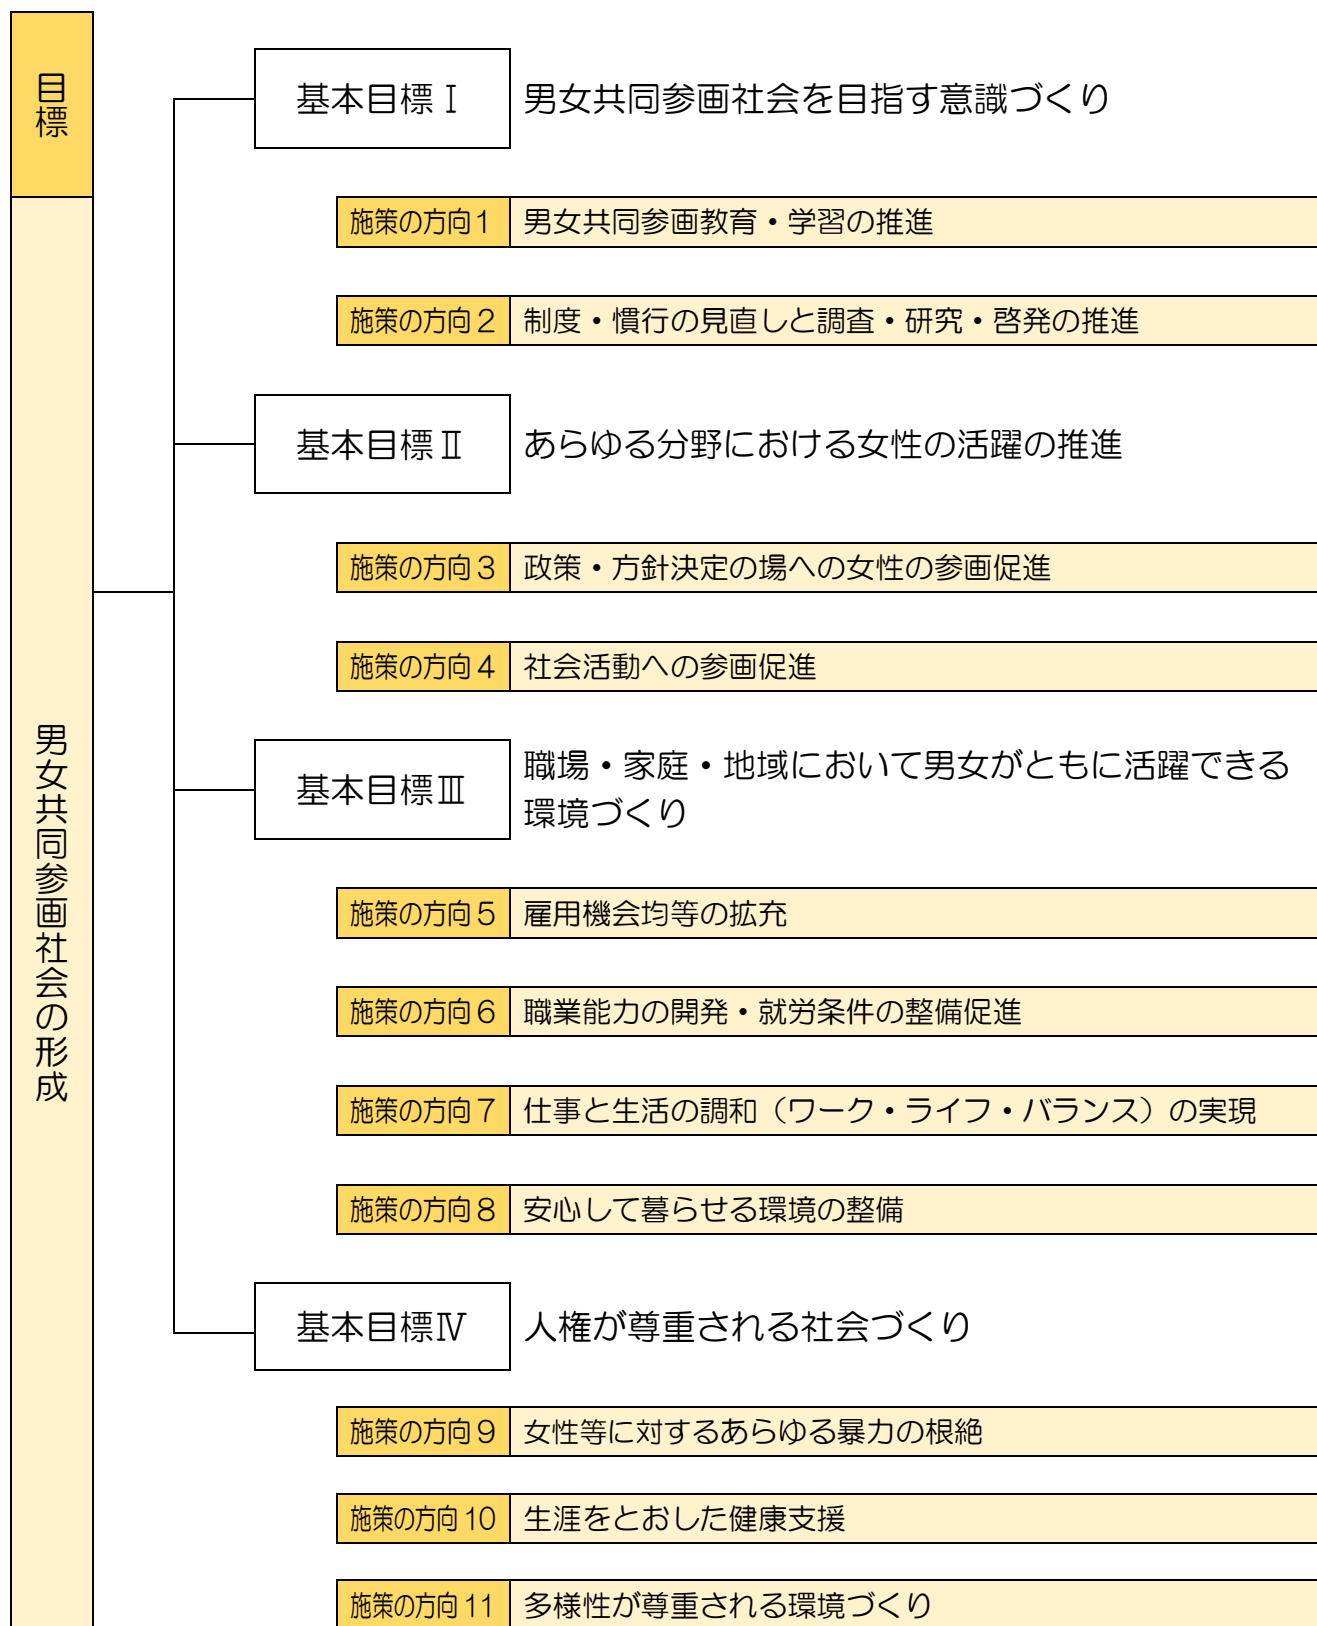 目標
男女共同参画社会の形成
基本目標Ⅰ
男女共同参画社会を目指す意識づくり
施策の方向1
男女共同参画教育・学習の推進
施策の方向2
制度・慣行の見直しと調査・研究・啓発の推進
基本目標Ⅱ
あらゆる分野における女性の活躍の推進
施策の方向3
政策・方針決定の場への女性の参画促進
施策の方向4
社会活動への参画促進
基本目標Ⅲ
職場・家庭・地域において男女がともに活躍できる
環境づくり
施策の方向5
雇用機会均等の拡充
施策の方向6
職業能力の開発・就労条件の整備促進
施策の方向7
仕事と生活の調和（ワーク・ライフ・バランス）の実現
施策の方向8
安心して暮らせる環境の整備
基本目標Ⅳ
人権が尊重される社会づくり
施策の方向9
女性等に対するあらゆる暴力の根絶
施策の方向10
生涯をとおした健康支援
施策の方向11
多様性が尊重される環境づくり